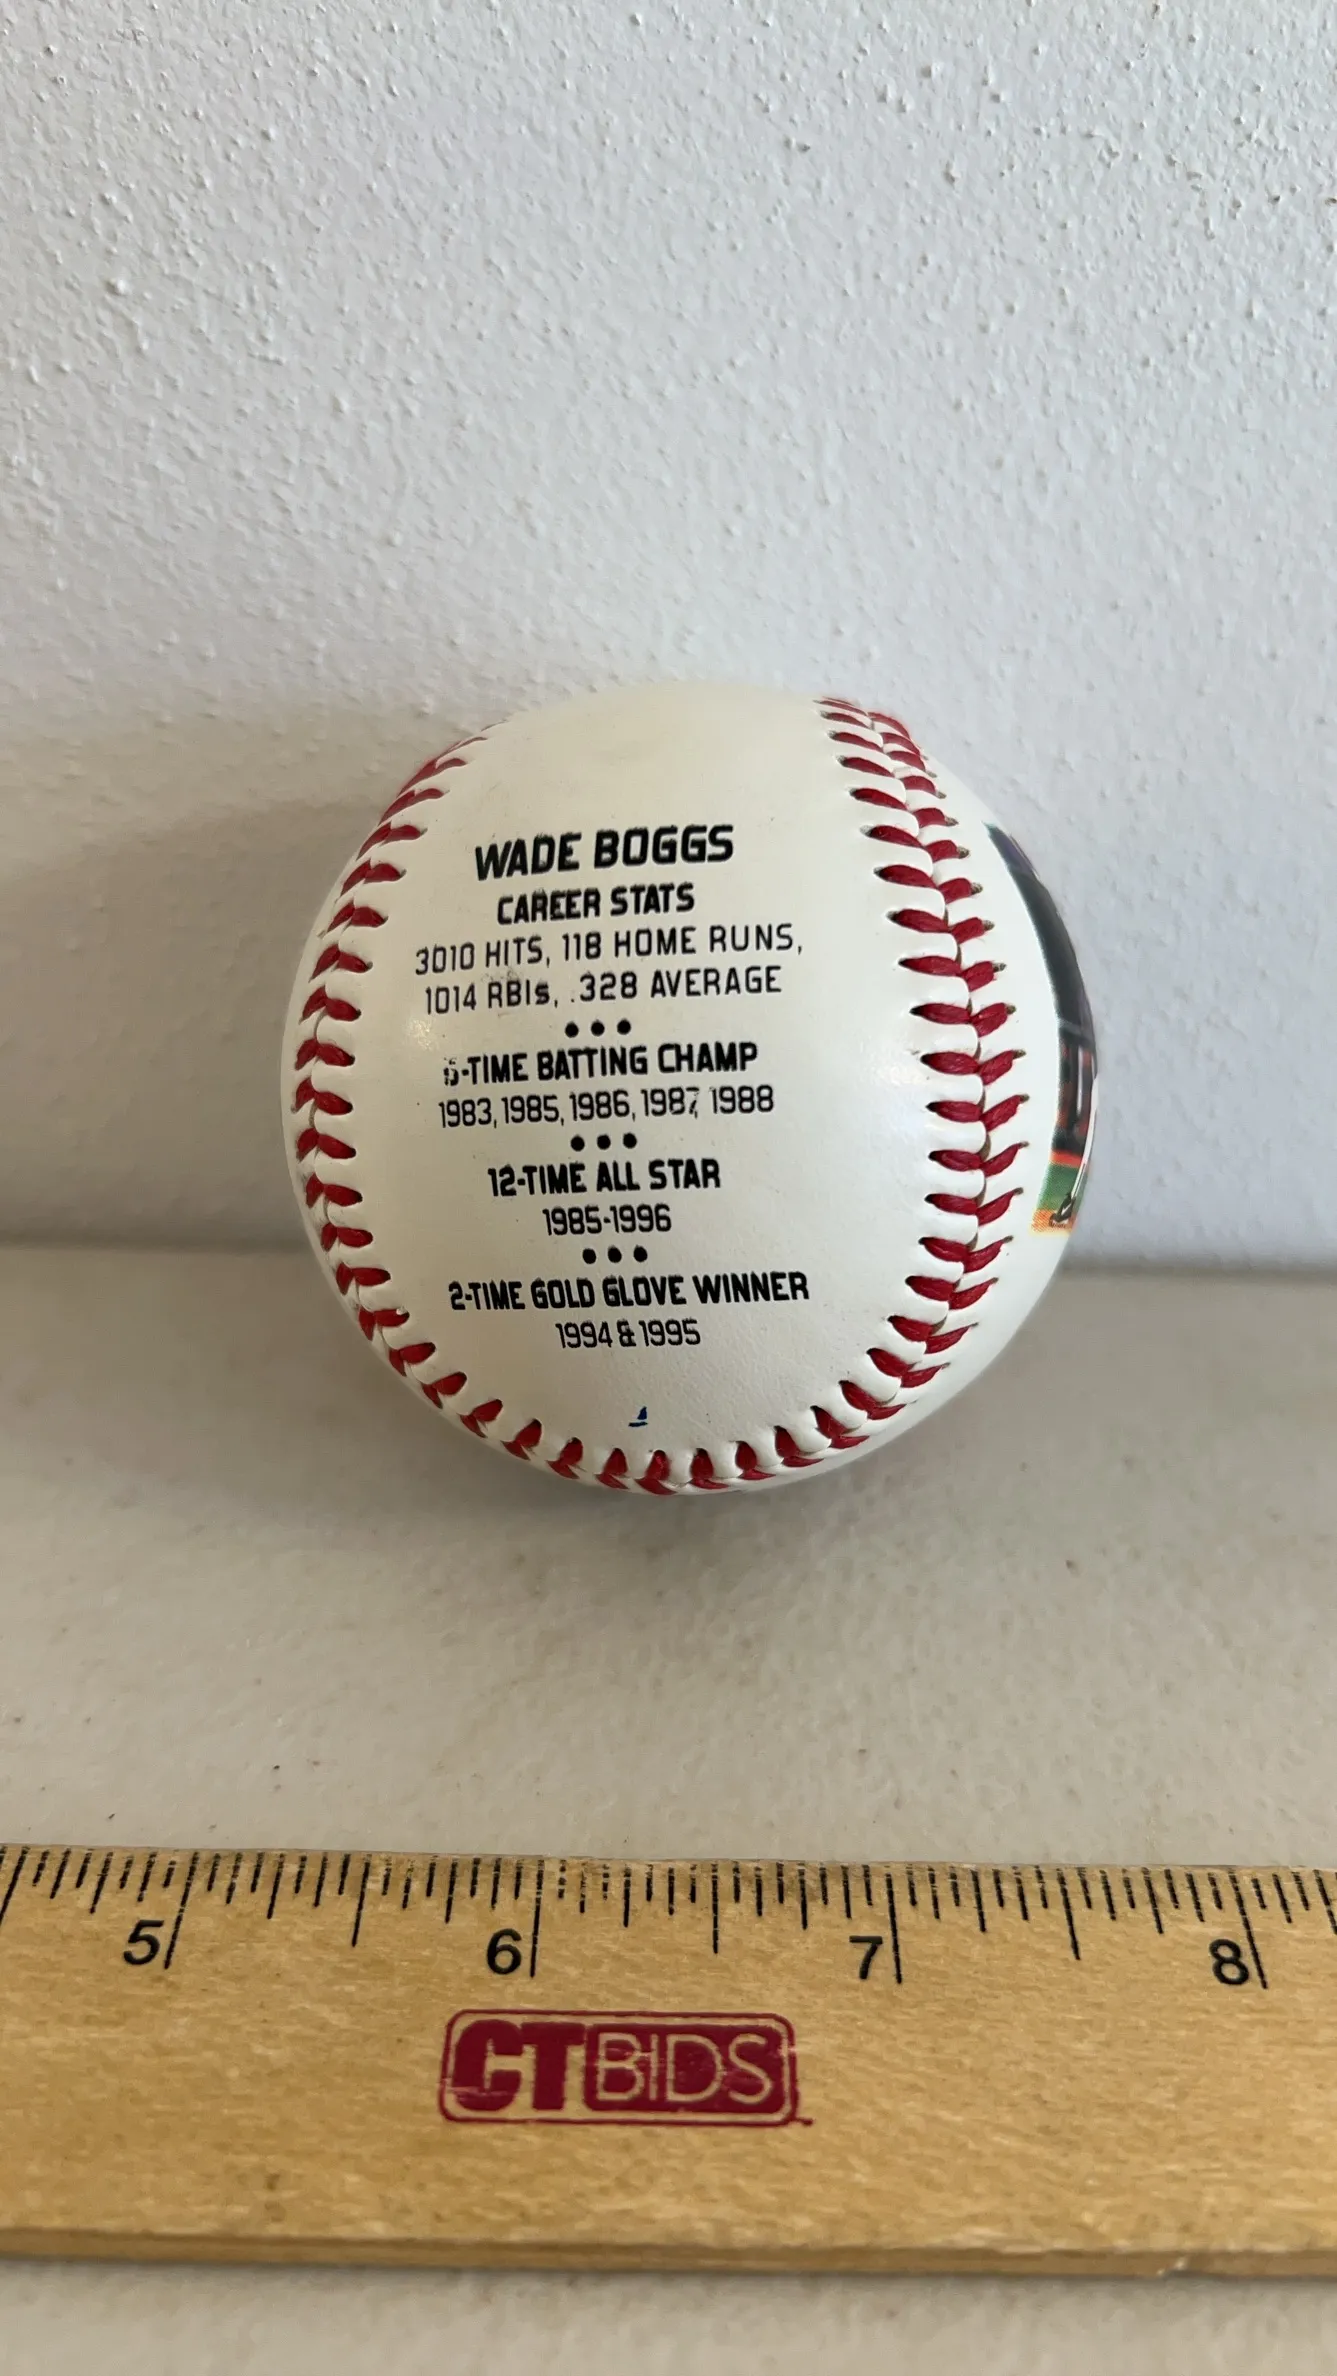 WADE BOGGS
CAREER STATS
3010 HITS, 118 HOME RUNS,
1014 RBIs, .328 AVERAGE
•••
5-TIME BATTING CHAMP
1983, 1985, 1986, 1987, 1988
•••
12-TIME ALL STAR
1985-1996
•••
2-TIME GOLD GLOVE WINNER
1994 & 1995
5 6 7 8
CTBIDS